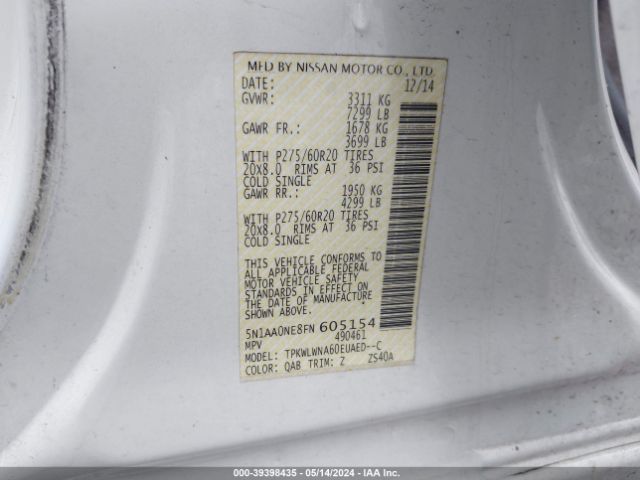 MFD BY NISSAN MOTOR CO., LTD.
DATE: 12/14
GVWR: 3311 KG
7299 LB
GAWR FR.: 1678 KG
3699 LB
WITH P275/60R20 TIRES
20X8.0 RIMS AT 36 PSI
COLD SINGLE
GAWR RR.: 1950 KG
4299 LB
WITH P275/60R20 TIRES
20X8.0 RIMS AT 36 PSI
COLD SINGLE
THIS VEHICLE CONFORMS TO
ALL APPLICABLE FEDERAL
MOTOR VEHICLE SAFETY
STANDARDS IN EFFECT ON
THE DATE OF MANUFACTURE
SHOWN ABOVE.
5N1AA0NE8FN 605154
MPV 490461
MODEL: TPKWLWNA60EUAED--C
COLOR: QAB TRIM: Z ZS40A
000-39398435 - 05/14/2024 - IAA Inc.